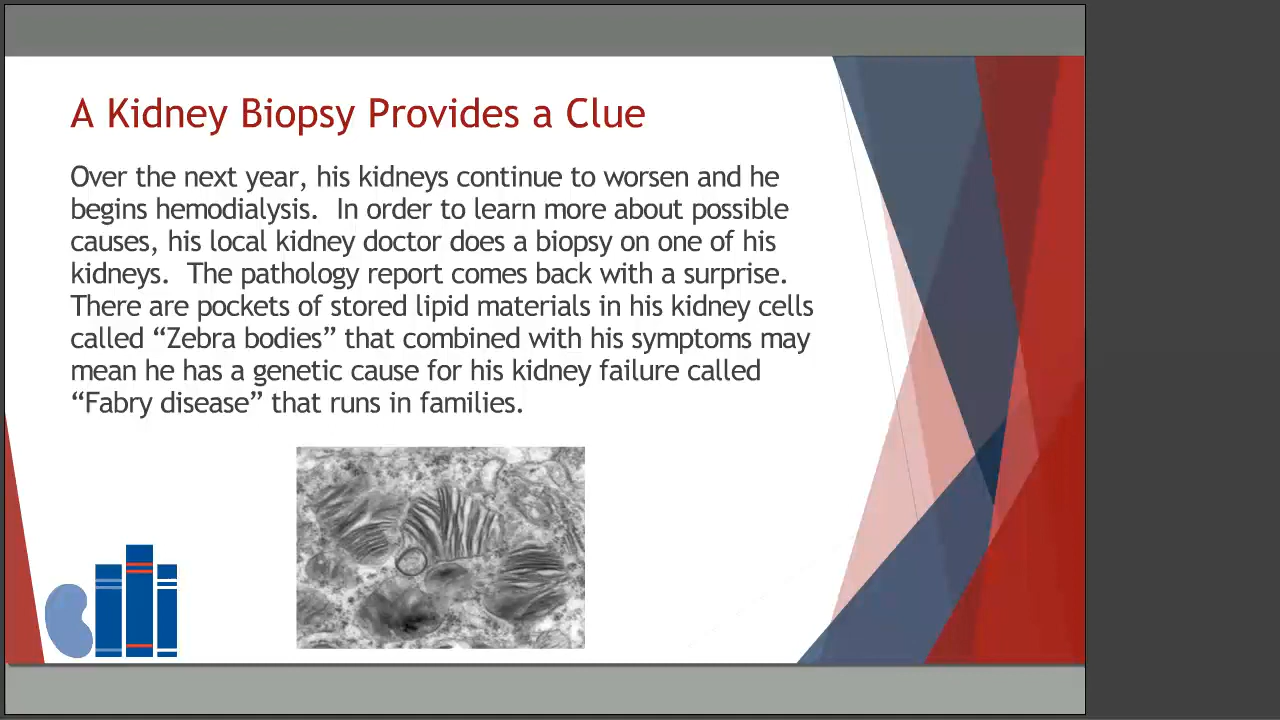 A Kidney Biopsy Provides a Clue
Over the next year, his kidneys continue to worsen and he
begins hemodialysis.  In order to learn more about possible
causes, his local kidney doctor does a biopsy on one of his
kidneys.  The pathology report comes back with a surprise.
There are pockets of stored lipid materials in his kidney cells
called “Zebra bodies” that combined with his symptoms may
mean he has a genetic cause for his kidney failure called
“Fabry disease” that runs in families.